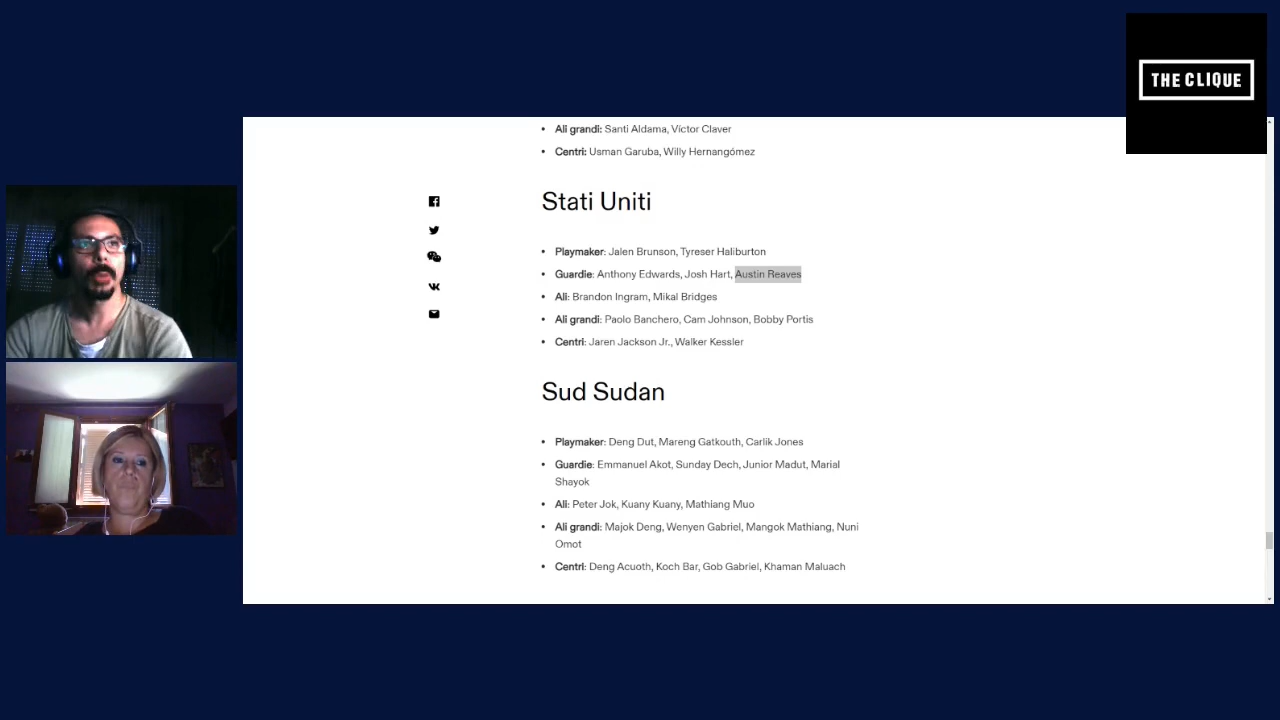 THE CLIQUE
Ali grandi: Santi Aldama, Víctor Claver
Centri: Usman Garuba, Willy Hernangómez
Stati Uniti
Playmaker: Jalen Brunson, Tyreser Haliburton
Guardie: Anthony Edwards, Josh Hart, Austin Reaves
Ali: Brandon Ingram, Mikal Bridges
Ali grandi: Paolo Banchero, Cam Johnson, Bobby Portis
Centri: Jaren Jackson Jr., Walker Kessler
Sud Sudan
Playmaker: Deng Dut, Mareng Gatkouth, Carlik Jones
Guardie: Emmanuel Akot, Sunday Dech, Junior Madut, Marial
Shayok
Ali: Peter Jok, Kuany Kuany, Mathiang Muo
Ali grandi: Majok Deng, Wenyen Gabriel, Mangok Mathiang, Nuni
Omot
Centri: Deng Acuoth, Koch Bar, Gob Gabriel, Khaman Maluach